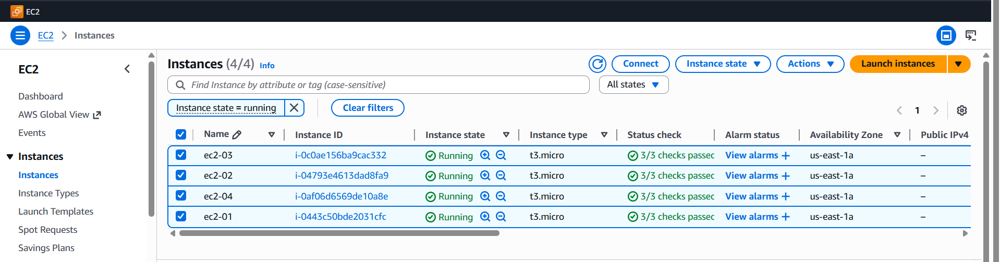 EC2
EC2 > Instances
EC2
Dashboard
AWS Global View
Events
Instances
Instances
Instance Types
Launch Templates
Spot Requests
Savings Plans
Instances (4/4) Info
Connect
Instance state
Actions
Launch instances
Find Instance by attribute or tag (case-sensitive)
All states
Instance state = running
Clear filters
1
Name Instance ID Instance state Instance type Status check Alarm status Availability Zone Public IPv4
ec2-03 i-0c0ae156ba9cac332 Running t3.micro 3/3 checks passed View alarms + us-east-1a –
ec2-02 i-04793e4613dad8fa9 Running t3.micro 3/3 checks passed View alarms + us-east-1a –
ec2-04 i-0af06d6569de10a8e Running t3.micro 3/3 checks passed View alarms + us-east-1a –
ec2-01 i-0443c50bde2031cfc Running t3.micro 3/3 checks passed View alarms + us-east-1a –